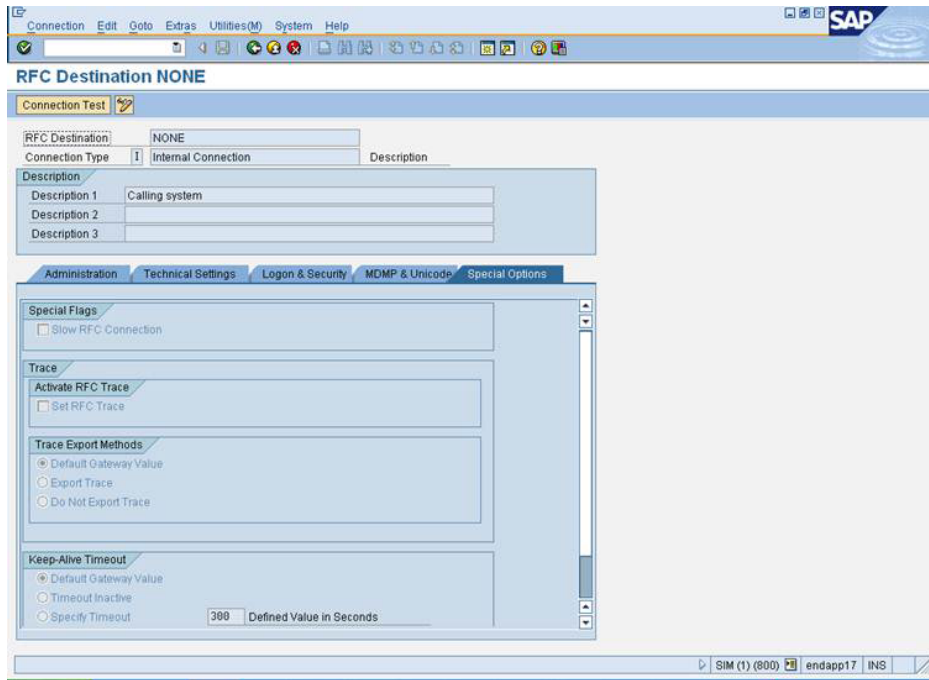 Connection Edit Goto Extras Utilities(M) System Help
SAP
RFC Destination NONE
Connection Test
RFC Destination NONE
Connection Type I Internal Connection Description
Description
Description 1 Calling system
Description 2
Description 3
Administration Technical Settings Logon & Security MDMP & Unicode Special Options
Special Flags
Slow RFC Connection
Trace
Activate RFC Trace
Set RFC Trace
Trace Export Methods
Default Gateway Value
Export Trace
Do Not Export Trace
Keep-Alive Timeout
Default Gateway Value
Timeout Inactive
Specify Timeout 300 Defined Value in Seconds
SIM (1) (800) endapp17 INS